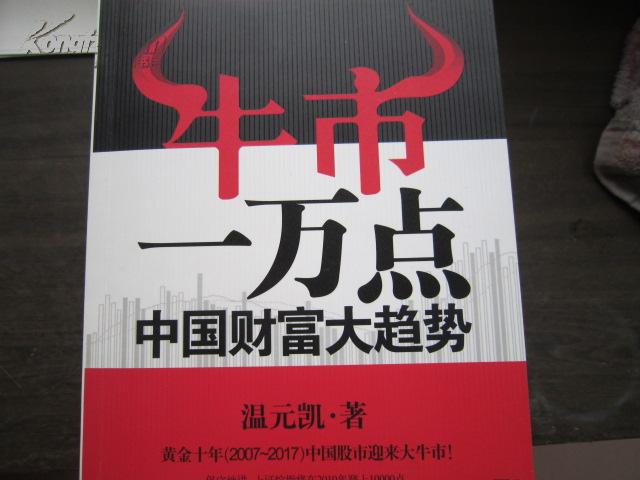 牛市
一万点
中国财富大趋势
温元凯·著
黄金十年(2007~2017)中国股市迎来大牛市!